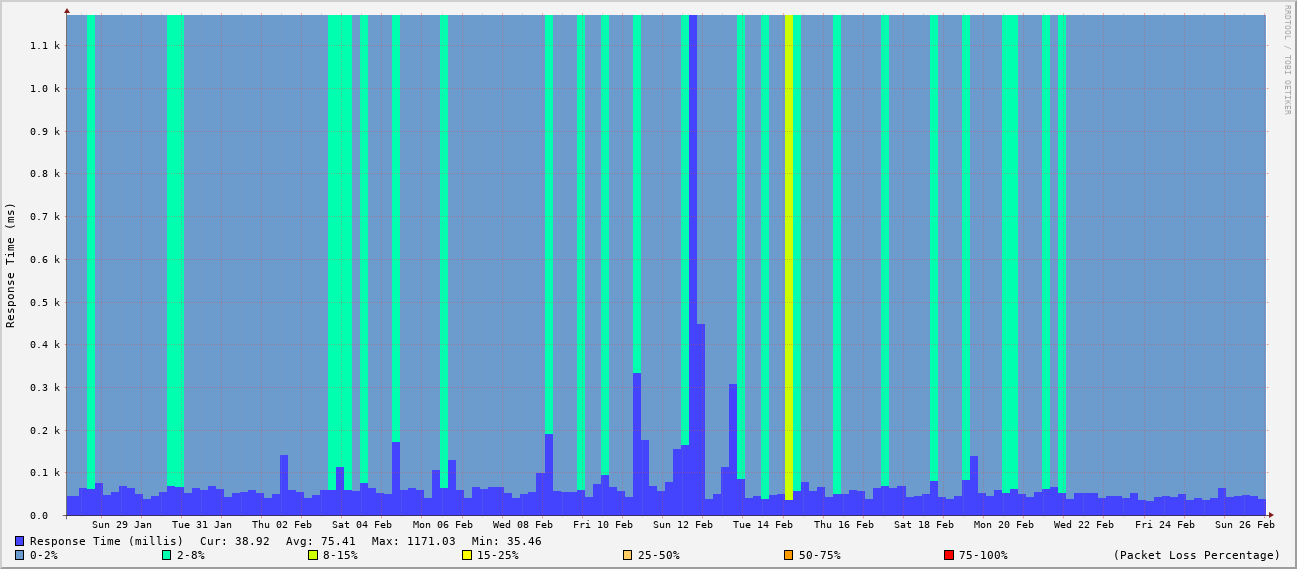 RRDTOOL / TOBI OETIKER
Response Time (ms)
1.1 k
1.0 k
0.9 k
0.8 k
0.7 k
0.6 k
0.5 k
0.4 k
0.3 k
0.2 k
0.1 k
0.0
Sun 29 Jan Tue 31 Jan Thu 02 Feb Sat 04 Feb Mon 06 Feb Wed 08 Feb Fri 10 Feb Sun 12 Feb Tue 14 Feb Thu 16 Feb Sat 18 Feb Mon 20 Feb Wed 22 Feb Fri 24 Feb Sun 26 Feb
Response Time (millis) Cur: 38.92 Avg: 75.41 Max: 1171.03 Min: 35.46
0-2% 2-8% 8-15% 15-25% 25-50% 50-75% 75-100% (Packet Loss Percentage)